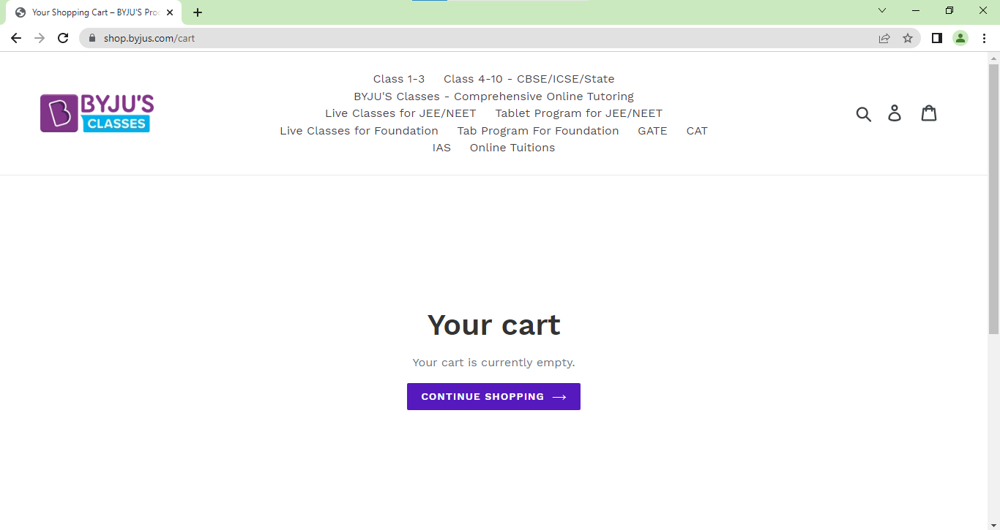 Your Shopping Cart – BYJU'S Pro
shop.byjus.com/cart
BYJU'S
CLASSES
Class 1-3 Class 4-10 - CBSE/ICSE/State
BYJU'S Classes - Comprehensive Online Tutoring
Live Classes for JEE/NEET Tablet Program for JEE/NEET
Live Classes for Foundation Tab Program For Foundation GATE CAT
IAS Online Tuitions
Your cart
Your cart is currently empty.
CONTINUE SHOPPING →